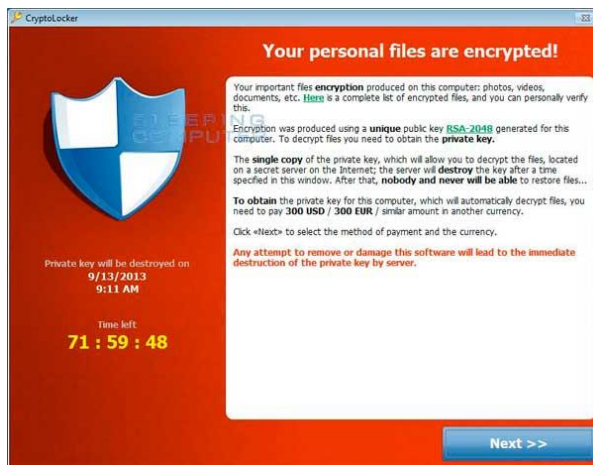 CryptoLocker
Your personal files are encrypted!
Your important files encryption produced on this computer: photos, videos,
documents, etc. Here is a complete list of encrypted files, and you can personally verify
this.
Encryption was produced using a unique public key RSA-2048 generated for this
computer. To decrypt files you need to obtain the private key.
The single copy of the private key, which will allow you to decrypt the files, located
on a secret server on the Internet; the server will destroy the key after a time
specified in this window. After that, nobody and never will be able to restore files...
To obtain the private key for this computer, which will automatically decrypt files, you
need to pay 300 USD / 300 EUR / similar amount in another currency.
Click «Next» to select the method of payment and the currency.
Any attempt to remove or damage this software will lead to the immediate
destruction of the private key by server.
BLEEPING
COMPUTER
Private key will be destroyed on
9/13/2013
9:11 AM
Time left
71 : 59 : 48
Next >>